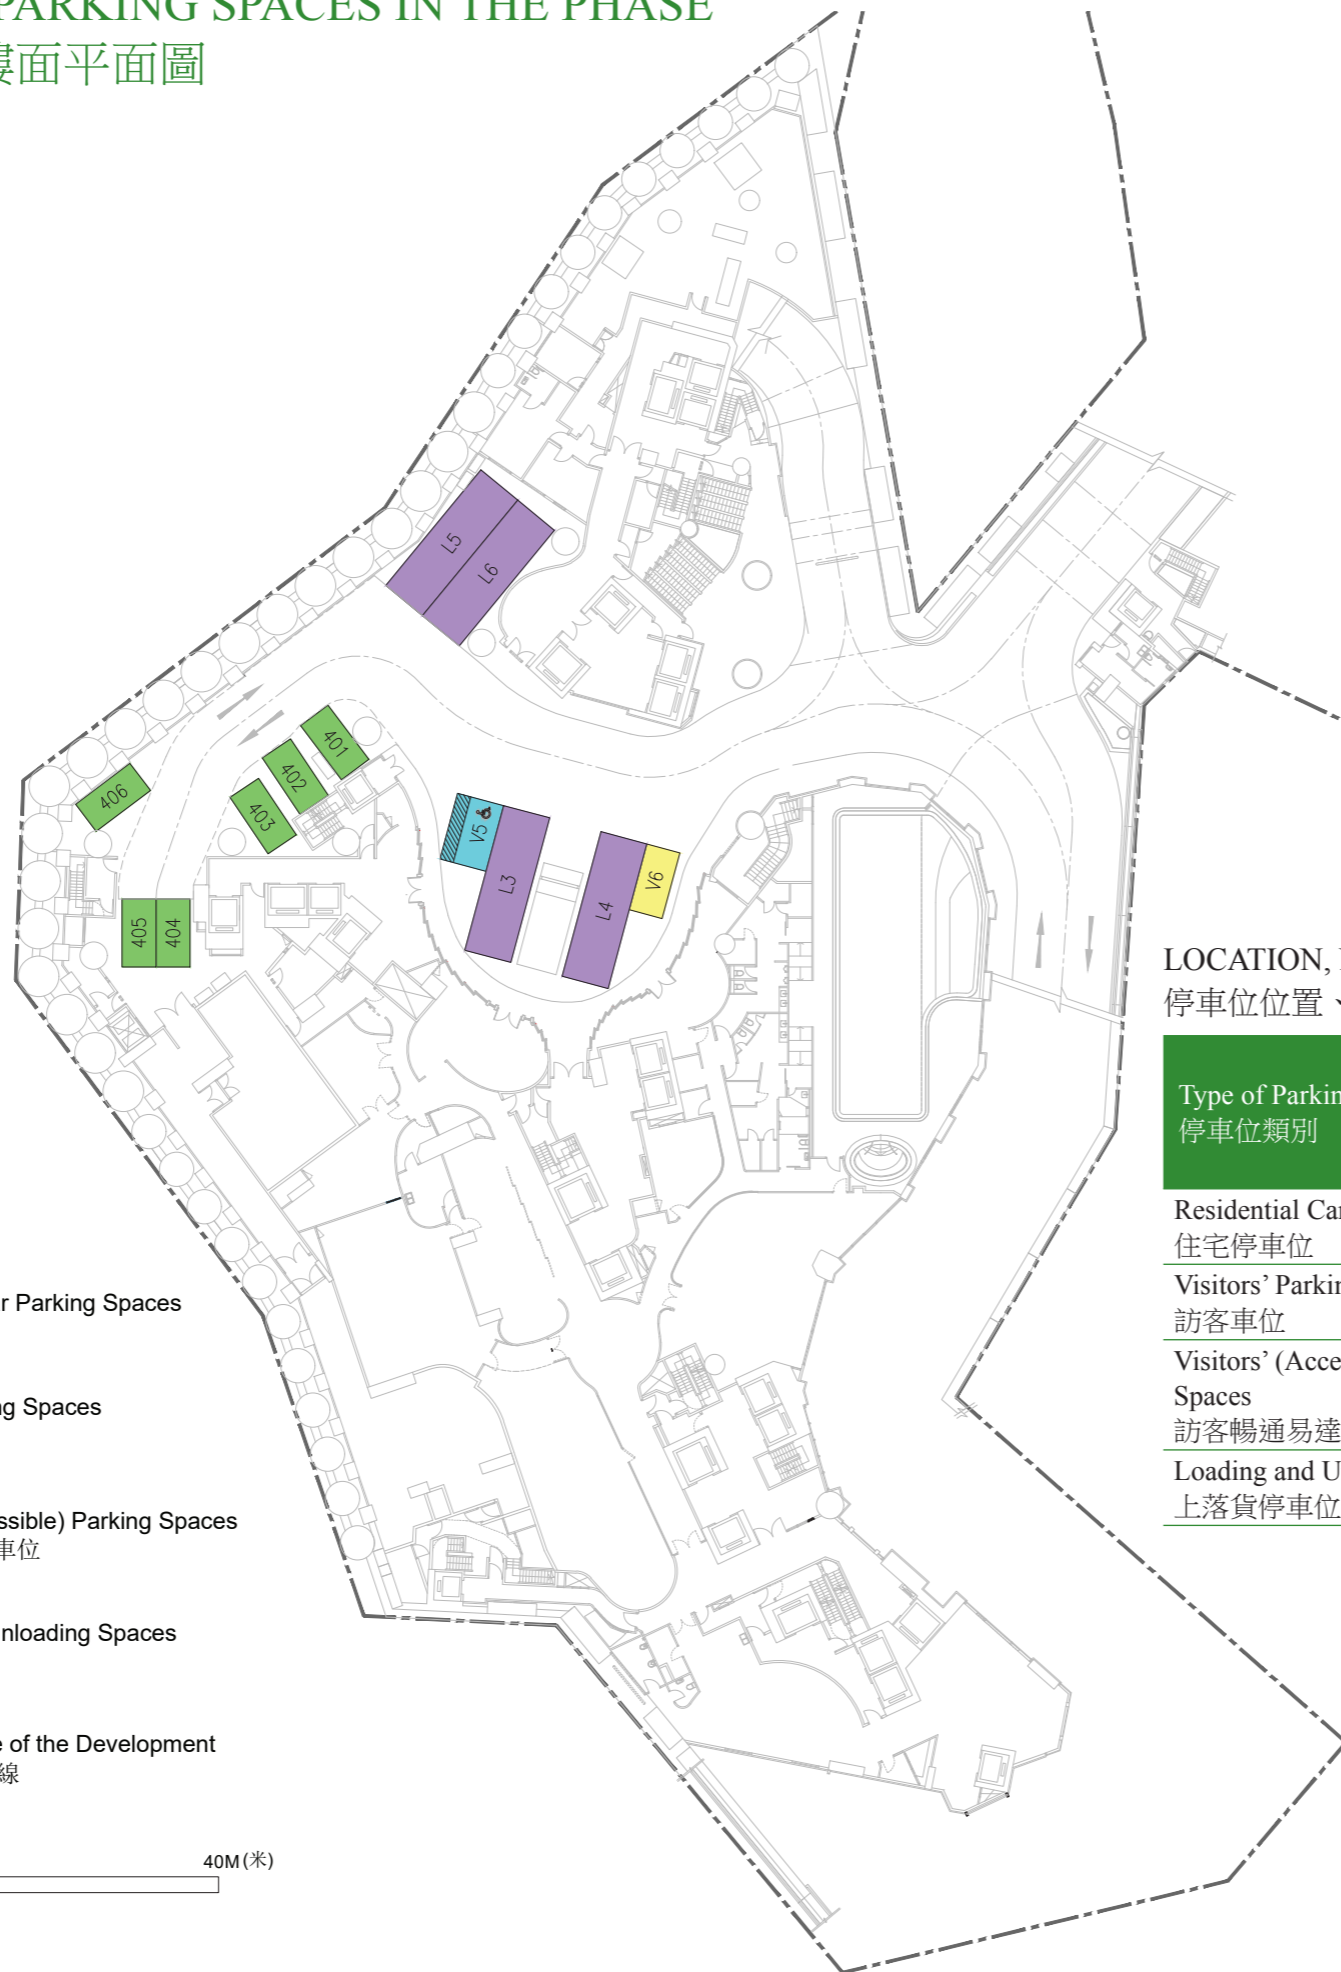 PARKING SPACES IN THE PHASE
樓面平面圖
L5
L6
401
402
403
406
V5
L3
L4
V6
405
404
LOCATION,
停車位位置、
Type of Parkin
停車位類別
Residential Car
住宅停車位
Visitors’ Parkin
訪客車位
Visitors’ (Acce
Spaces
訪客暢通易達
Loading and U
上落貨停車位
r Parking Spaces
ng Spaces
ssible) Parking Spaces
車位
nloading Spaces
e of the Development
線
40M(米)